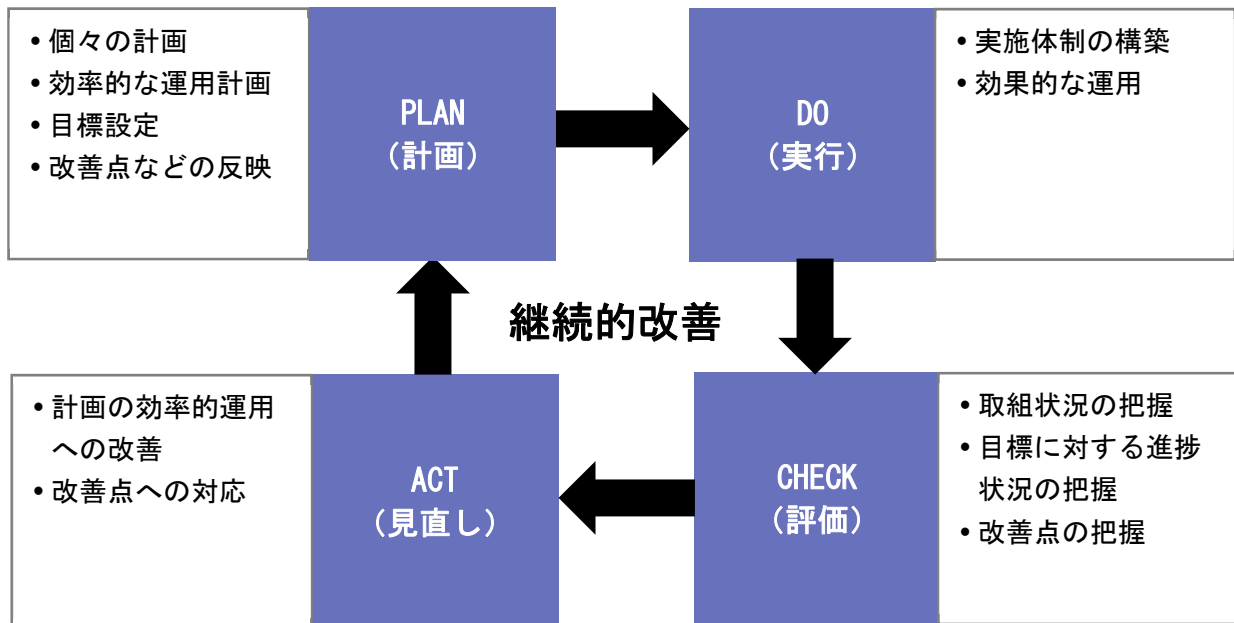 • 個々の計画
• 効率的な運用計画
• 目標設定
• 改善点などの反映
PLAN
（計画）
DO
（実行）
• 実施体制の構築
• 効果的な運用
継続的改善
• 計画の効率的運用
への改善
• 改善点への対応
ACT
（見直し）
CHECK
（評価）
• 取組状況の把握
• 目標に対する進捗
状況の把握
• 改善点の把握